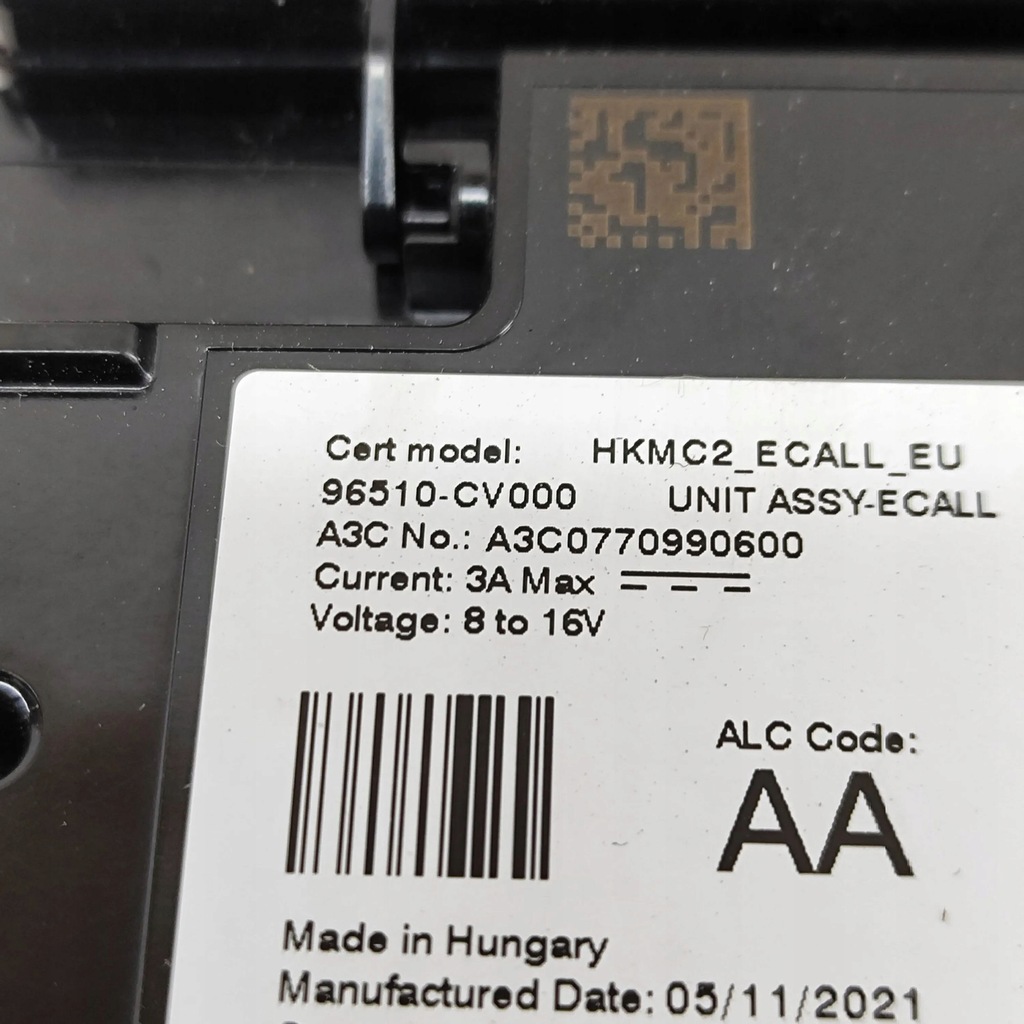 Cert model: HKMC2_ECALL_EU
96510-CV000 UNIT ASSY-ECALL
A3C No.: A3C0770990600
Current: 3A Max
Voltage: 8 to 16V
ALC Code:
AA
Made in Hungary
Manufactured Date: 05/11/2021